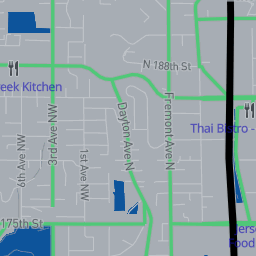 N 188th St
eek Kitchen
3rd Ave NW
Dayton Ave N
Fremont Ave N
Thai Bistro -
1st Ave NW
6th Ave NW
175th St
Food